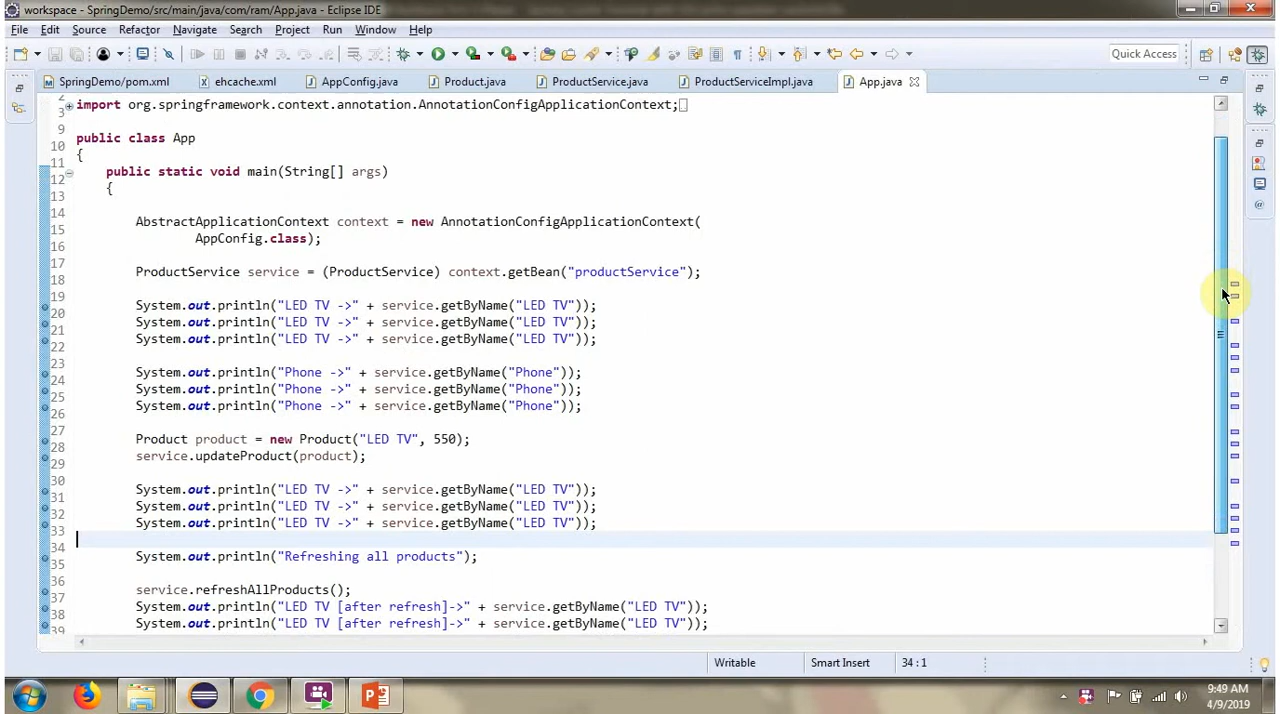 workspace - SpringDemo/src/main/java/com/ram/App.java - Eclipse IDE
File Edit Source Refactor Navigate Search Project Run Window Help
Quick Access
SpringDemo/pom.xml ehcache.xml AppConfig.java Product.java ProductService.java ProductServiceImpl.java App.java
2
3 import org.springframework.context.annotation.AnnotationConfigApplicationContext;
9
10 public class App
11 {
12 public static void main(String[] args)
13 {
14
15 AbstractApplicationContext context = new AnnotationConfigApplicationContext(
16 AppConfig.class);
17
18 ProductService service = (ProductService) context.getBean("productService");
19
20 System.out.println("LED TV ->" + service.getByName("LED TV"));
21 System.out.println("LED TV ->" + service.getByName("LED TV"));
22 System.out.println("LED TV ->" + service.getByName("LED TV"));
23
24 System.out.println("Phone ->" + service.getByName("Phone"));
25 System.out.println("Phone ->" + service.getByName("Phone"));
26 System.out.println("Phone ->" + service.getByName("Phone"));
27
28 Product product = new Product("LED TV", 550);
29 service.updateProduct(product);
30
31 System.out.println("LED TV ->" + service.getByName("LED TV"));
32 System.out.println("LED TV ->" + service.getByName("LED TV"));
33 System.out.println("LED TV ->" + service.getByName("LED TV"));
34
35 System.out.println("Refreshing all products");
36
37 service.refreshAllProducts();
38 System.out.println("LED TV [after refresh]->" + service.getByName("LED TV"));
39 System.out.println("LED TV [after refresh]->" + service.getByName("LED TV"));
Writable Smart Insert 34 : 1
9:49 AM
4/9/2019